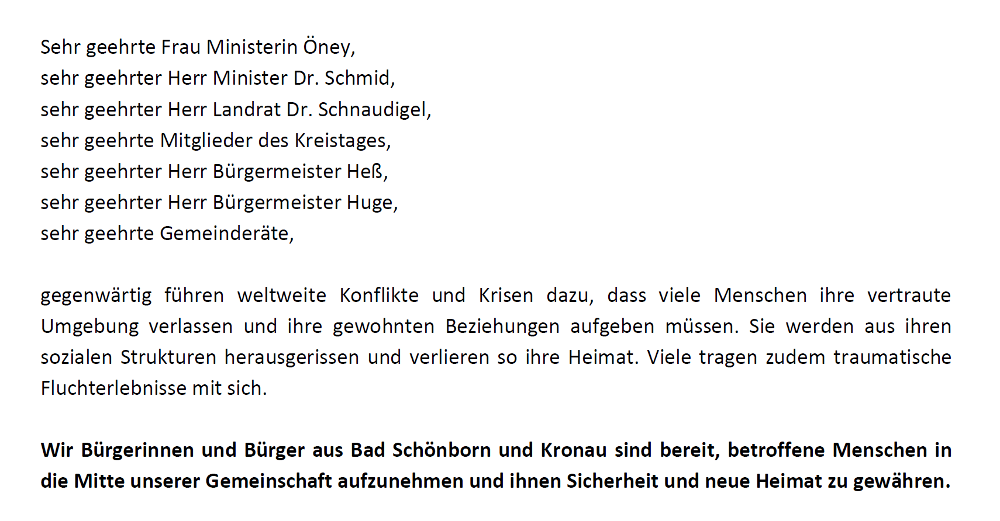 Sehr geehrte Frau Ministerin Öney,
sehr geehrter Herr Minister Dr. Schmid,
sehr geehrter Herr Landrat Dr. Schnaudigel,
sehr geehrte Mitglieder des Kreistages,
sehr geehrter Herr Bürgermeister Heß,
sehr geehrter Herr Bürgermeister Huge,
sehr geehrte Gemeinderäte,
gegenwärtig führen weltweite Konflikte und Krisen dazu, dass viele Menschen ihre vertraute
Umgebung verlassen und ihre gewohnten Beziehungen aufgeben müssen. Sie werden aus ihren
sozialen Strukturen herausgerissen und verlieren so ihre Heimat. Viele tragen zudem traumatische
Fluchterlebnisse mit sich.
Wir Bürgerinnen und Bürger aus Bad Schönborn und Kronau sind bereit, betroffene Menschen in
die Mitte unserer Gemeinschaft aufzunehmen und ihnen Sicherheit und neue Heimat zu gewähren.